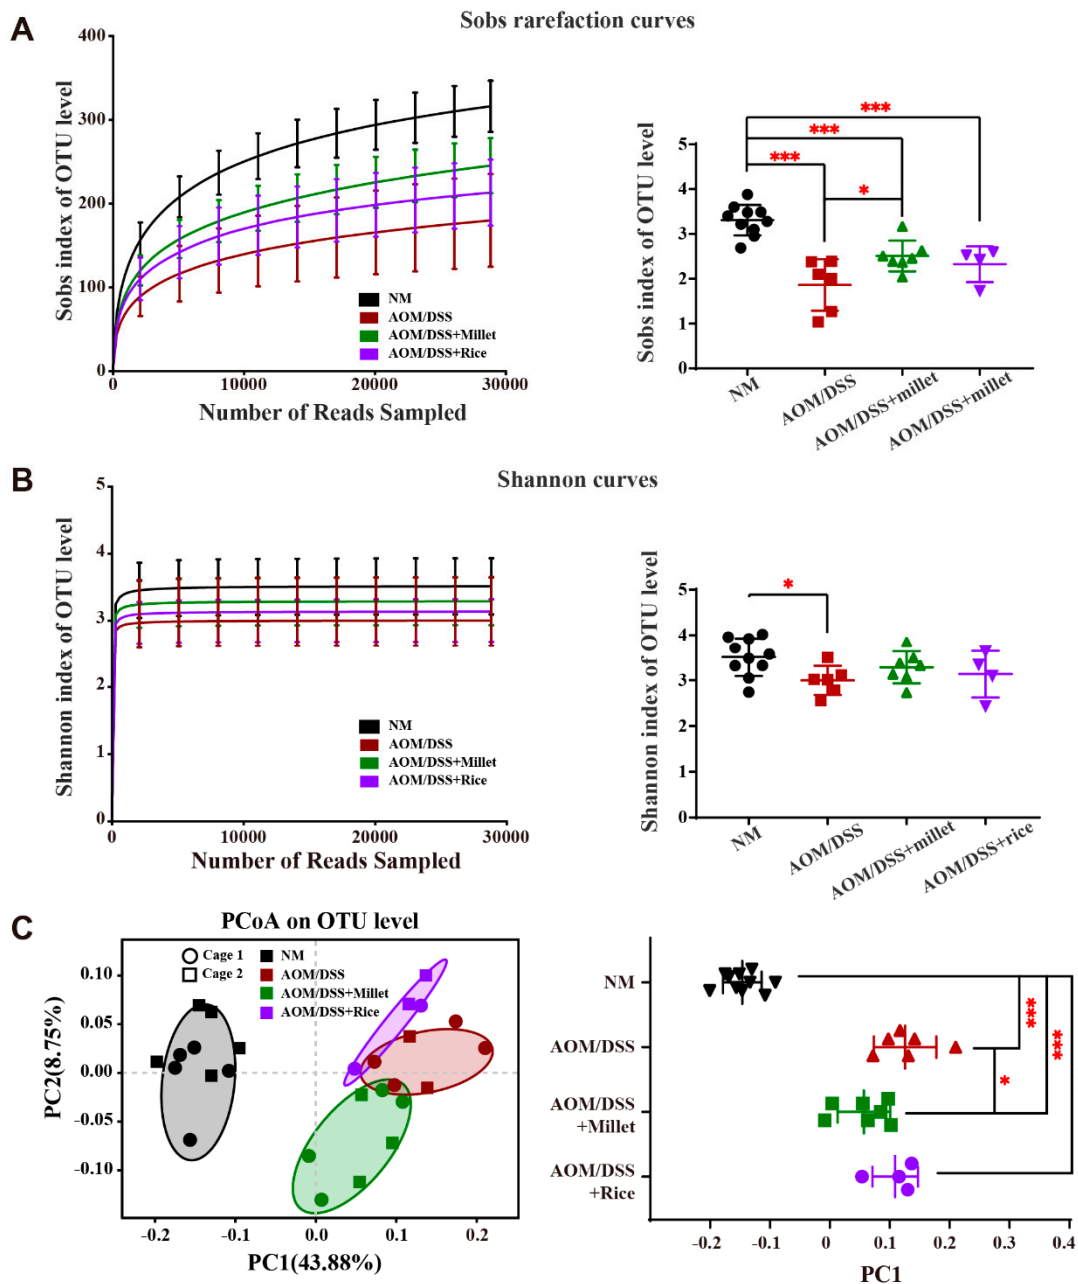 A
Sobs rarefaction curves
Sobs index of OTU level
400
300
200
100
0
0
10000
20000
30000
Number of Reads Sampled
NM
AOM/DSS
AOM/DSS+Millet
AOM/DSS+Rice
Sobs index of OTU level
5
4
3
2
1
0
***
***
***
*
NM
AOM/DSS
AOM/DSS+millet
AOM/DSS+millet
B
Shannon curves
Shannon index of OTU level
5
4
3
2
1
0
0
10000
20000
30000
Number of Reads Sampled
NM
AOM/DSS
AOM/DSS+Millet
AOM/DSS+Rice
Shannon index of OTU level
5
4
3
2
1
0
*
NM
AOM/DSS
AOM/DSS+millet
AOM/DSS+rice
C
PCoA on OTU level
Cage 1
Cage 2
NM
AOM/DSS
AOM/DSS+Millet
AOM/DSS+Rice
PC2(8.75%)
0.10
0.05
0.00
-0.05
-0.10
-0.2
-0.1
0.0
0.1
0.2
PC1(43.88%)
NM
AOM/DSS
AOM/DSS
+Millet
AOM/DSS
+Rice
***
***
*
-0.2
-0.1
0
0.1
0.2
0.3
0.4
PC1